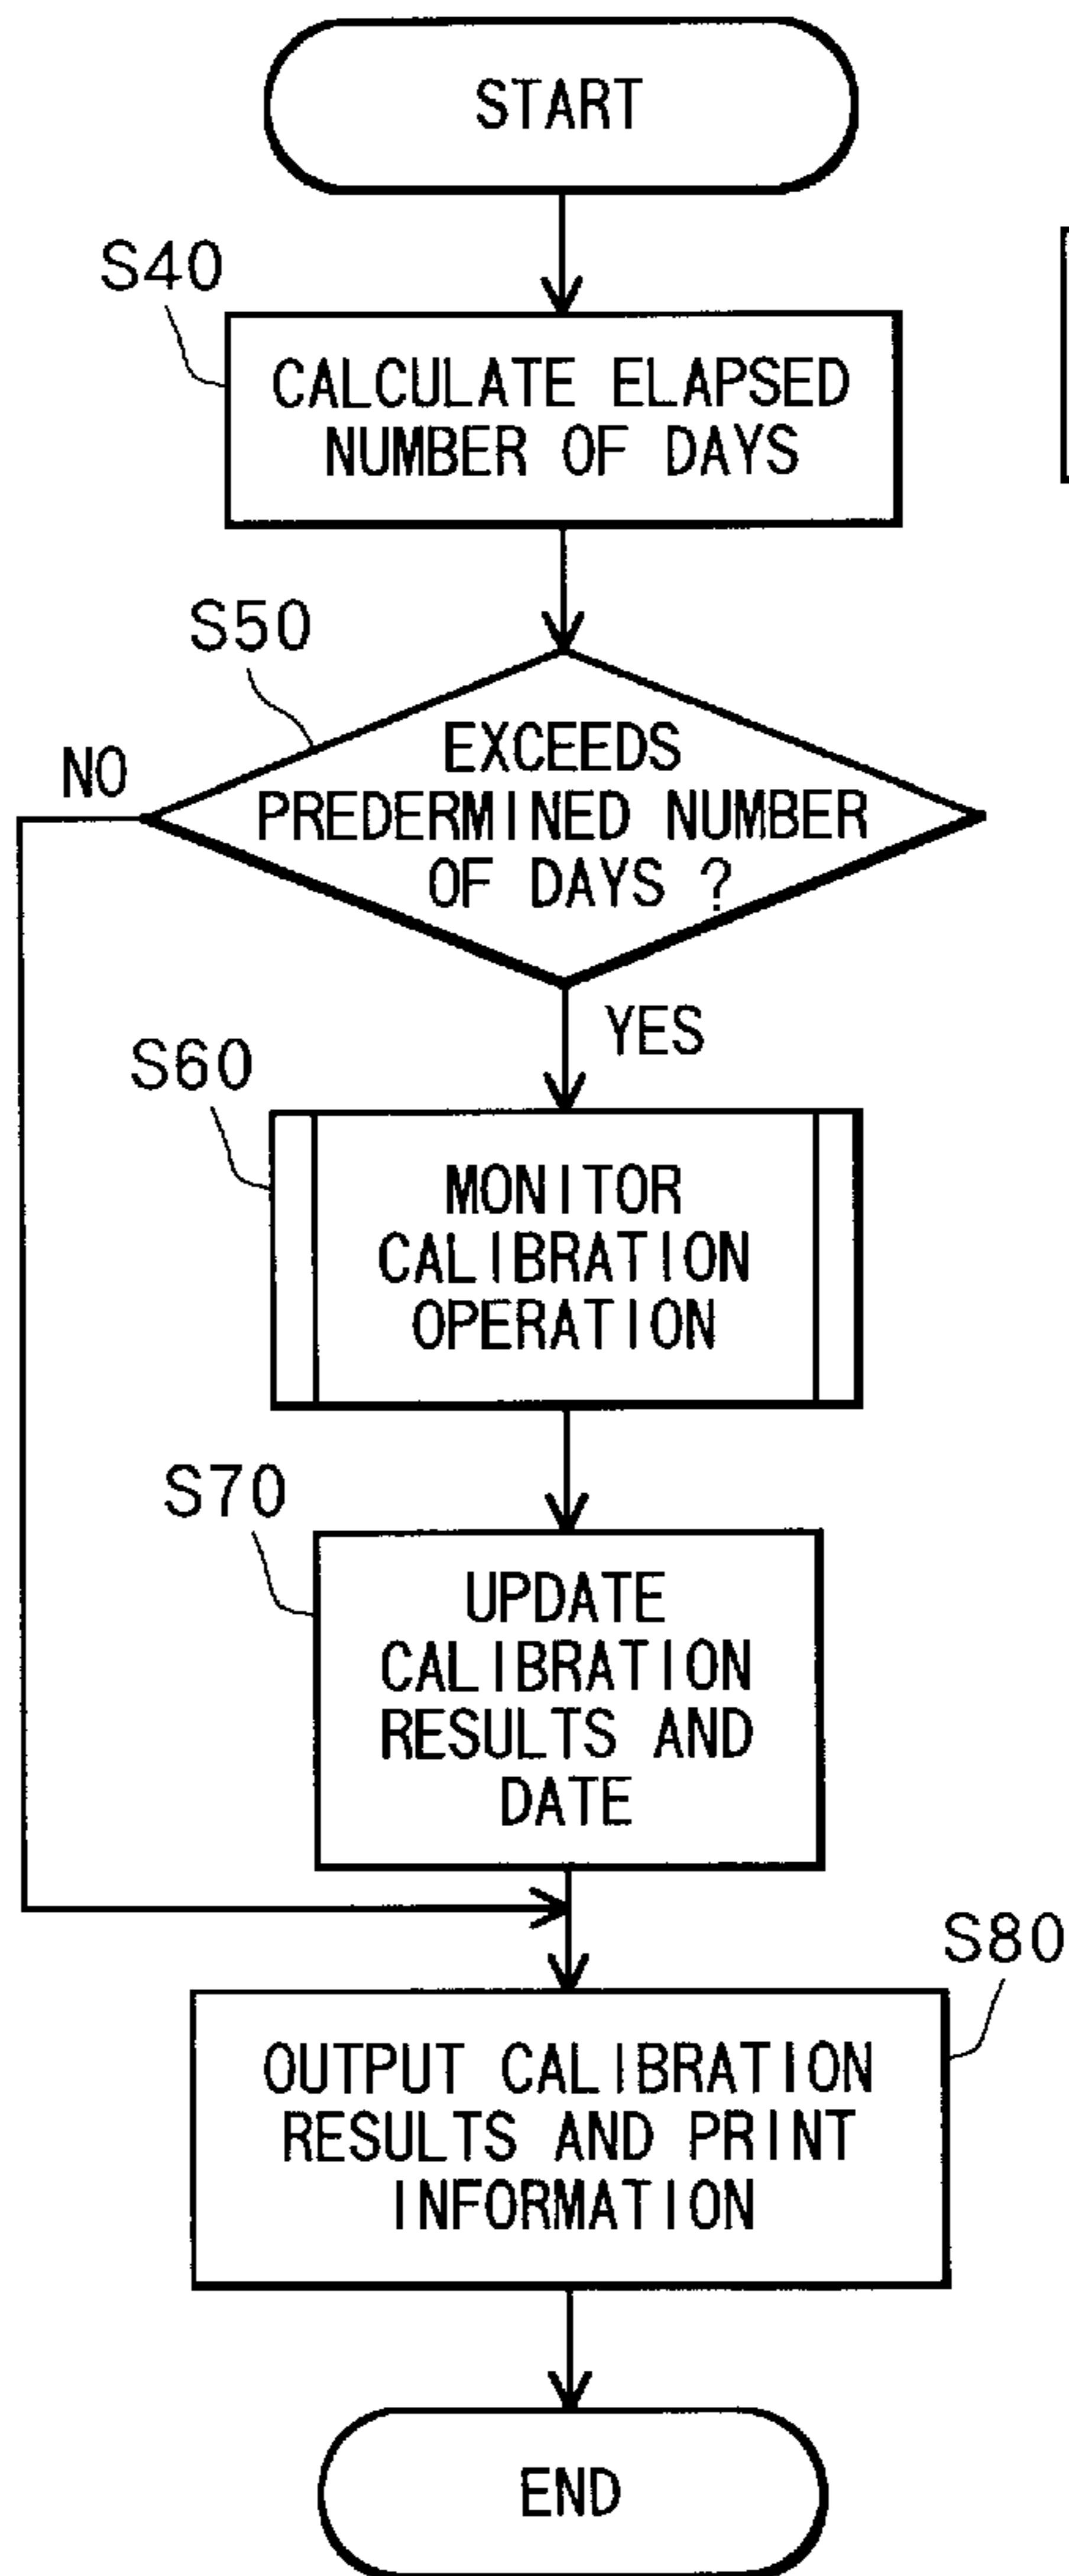 START
S40
CALCULATE ELAPSED
NUMBER OF DAYS
S50
EXCEEDS
PREDERMINED NUMBER
OF DAYS ?
NO
YES
S60
MONITOR
CALIBRATION
OPERATION
S70
UPDATE
CALIBRATION
RESULTS AND
DATE
S80
OUTPUT CALIBRATION
RESULTS AND PRINT
INFORMATION
END